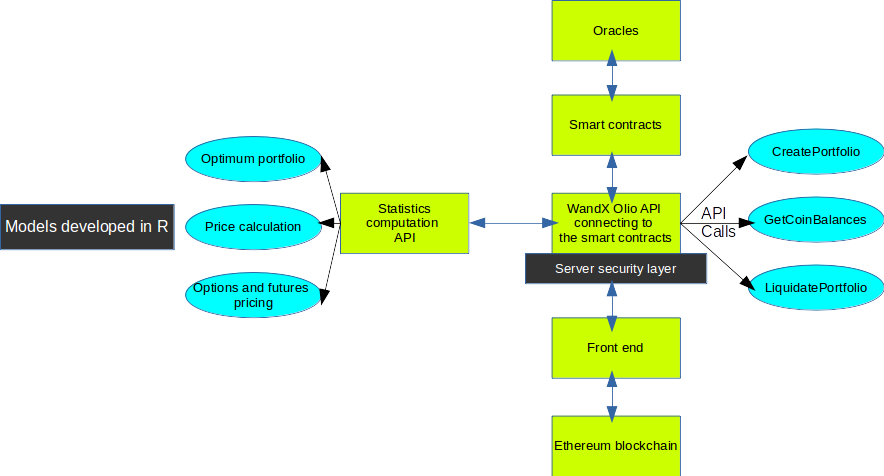 Oracles
Smart contracts
Optimum portfolio
CreatePortfolio
Models developed in R
Price calculation
Statistics
computation
API
WandX Olio API
connecting to
the smart contracts
API
Calls
GetCoinBalances
Server security layer
Options and futures
pricing
LiquidatePortfolio
Front end
Ethereum blockchain